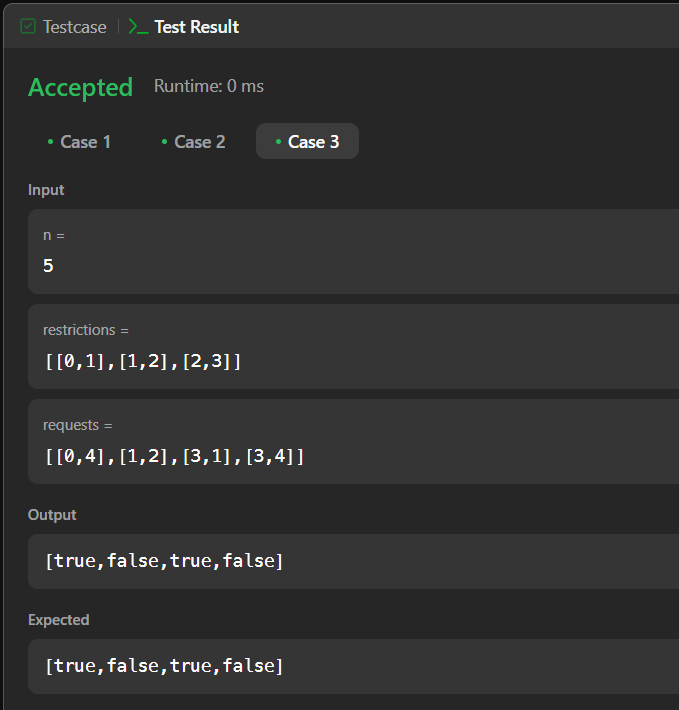 Testcase | Test Result
Accepted Runtime: 0 ms
Case 1 Case 2 Case 3
Input
n =
5
restrictions =
[[0,1],[1,2],[2,3]]
requests =
[[0,4],[1,2],[3,1],[3,4]]
Output
[true,false,true,false]
Expected
[true,false,true,false]